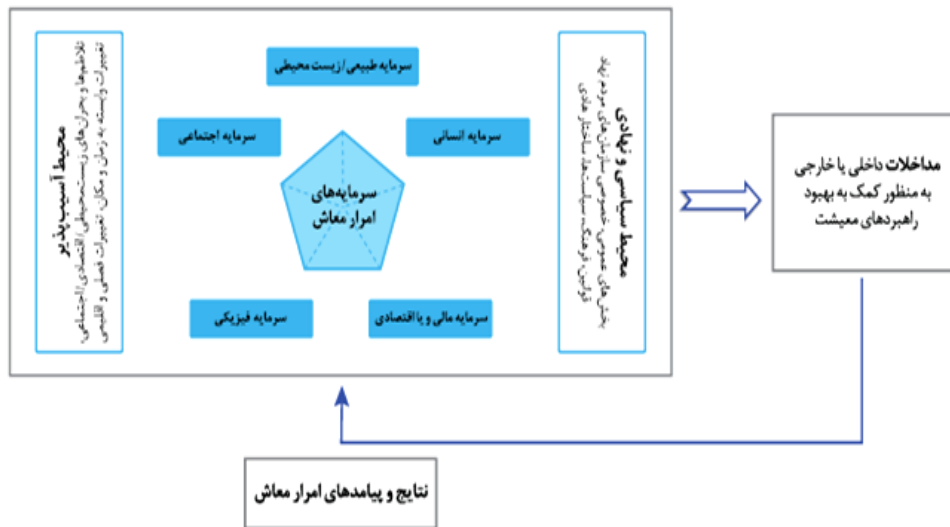 سرمایه طبیعی/زیست محیطی
سرمایه انسانی
سرمایه اجتماعی
سرمایه‌های
امرار معاش
سرمایه مالی و یا اقتصادی
سرمایه فیزیکی
محیط سیاسی و نهادی
بخش‌های عمومی، خصوصی، سازمان‌های مردم نهاد
قوانین، فرهنگ، سیاست‌ها، ساختار هادی
محیط آسیب‌پذیر
تلاطم‌ها و بحران‌های زیست‌محیطی/اقتصادی/اجتماعی،
تغییرات وابسته به زمان و مکان، تغییرات فصلی و اقلیمی
مداخلات داخلی یا خارجی
به منظور کمک به بهبود
راهبردهای معیشت
نتایج و پیامدهای امرار معاش